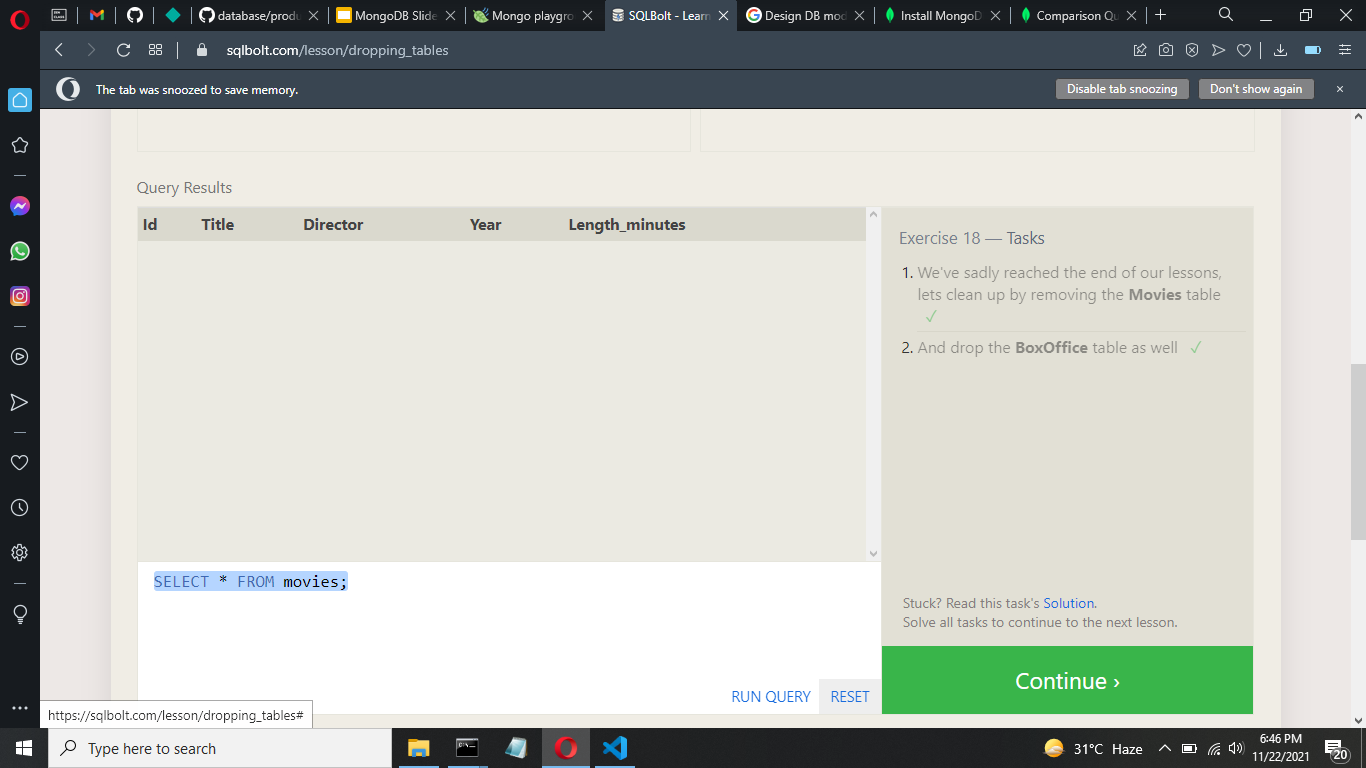 database/produ
MongoDB Slide
Mongo playgro
SQLBolt - Learn
Design DB mod
Install MongoD
Comparison Qu
sqlbolt.com/lesson/dropping_tables
The tab was snoozed to save memory.
Disable tab snoozing
Don't show again
Query Results
Id Title Director Year Length_minutes
Exercise 18 — Tasks
1. We've sadly reached the end of our lessons,
lets clean up by removing the Movies table
✓
2. And drop the BoxOffice table as well ✓
SELECT * FROM movies;
Stuck? Read this task's Solution.
Solve all tasks to continue to the next lesson.
RUN QUERY RESET
Continue ›
https://sqlbolt.com/lesson/dropping_tables#
Type here to search
31°C Haze
6:46 PM
11/22/2021
20